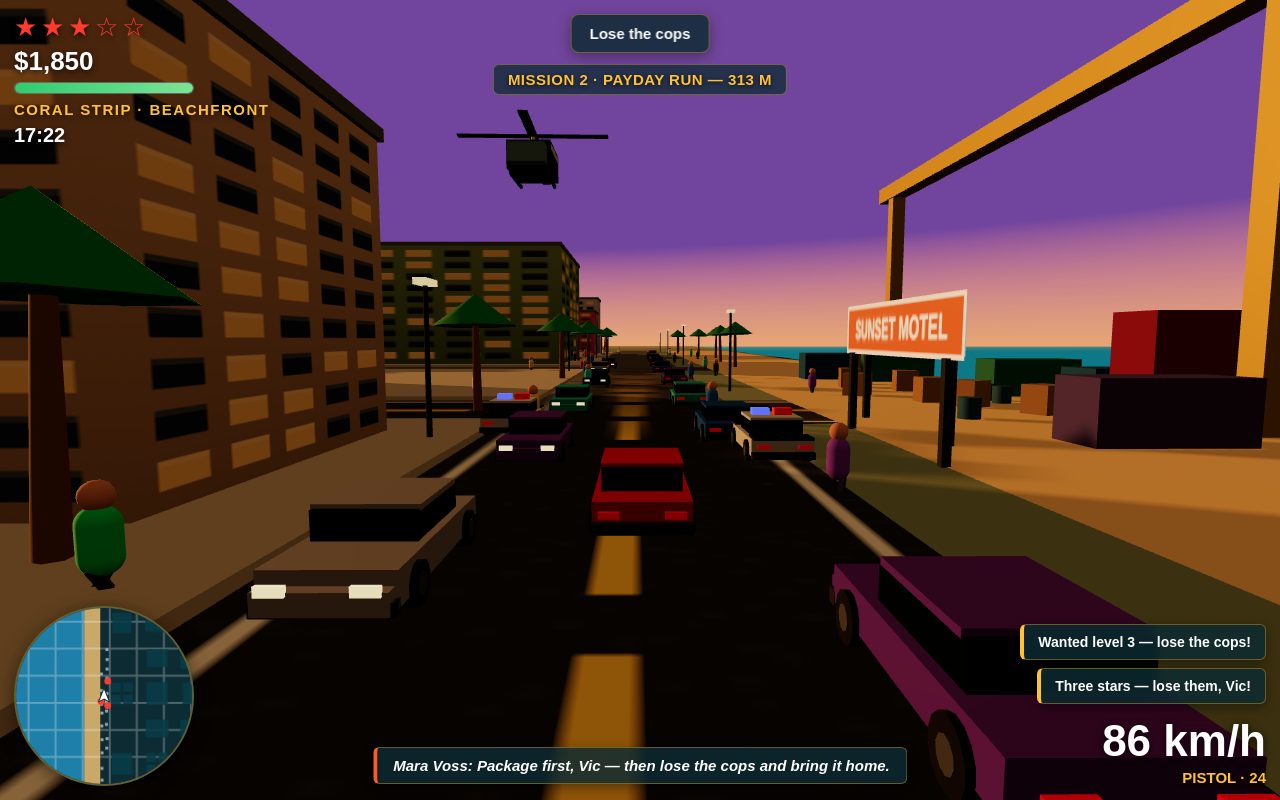 ★★★☆☆
$1,850
CORAL STRIP · BEACHFRONT
17:22
Lose the cops
MISSION 2 · PAYDAY RUN — 313 M
SUNSET MOTEL
Wanted level 3 — lose the cops!
Three stars — lose them, Vic!
86 km/h
PISTOL · 24
Mara Voss: Package first, Vic — then lose the cops and bring it home.